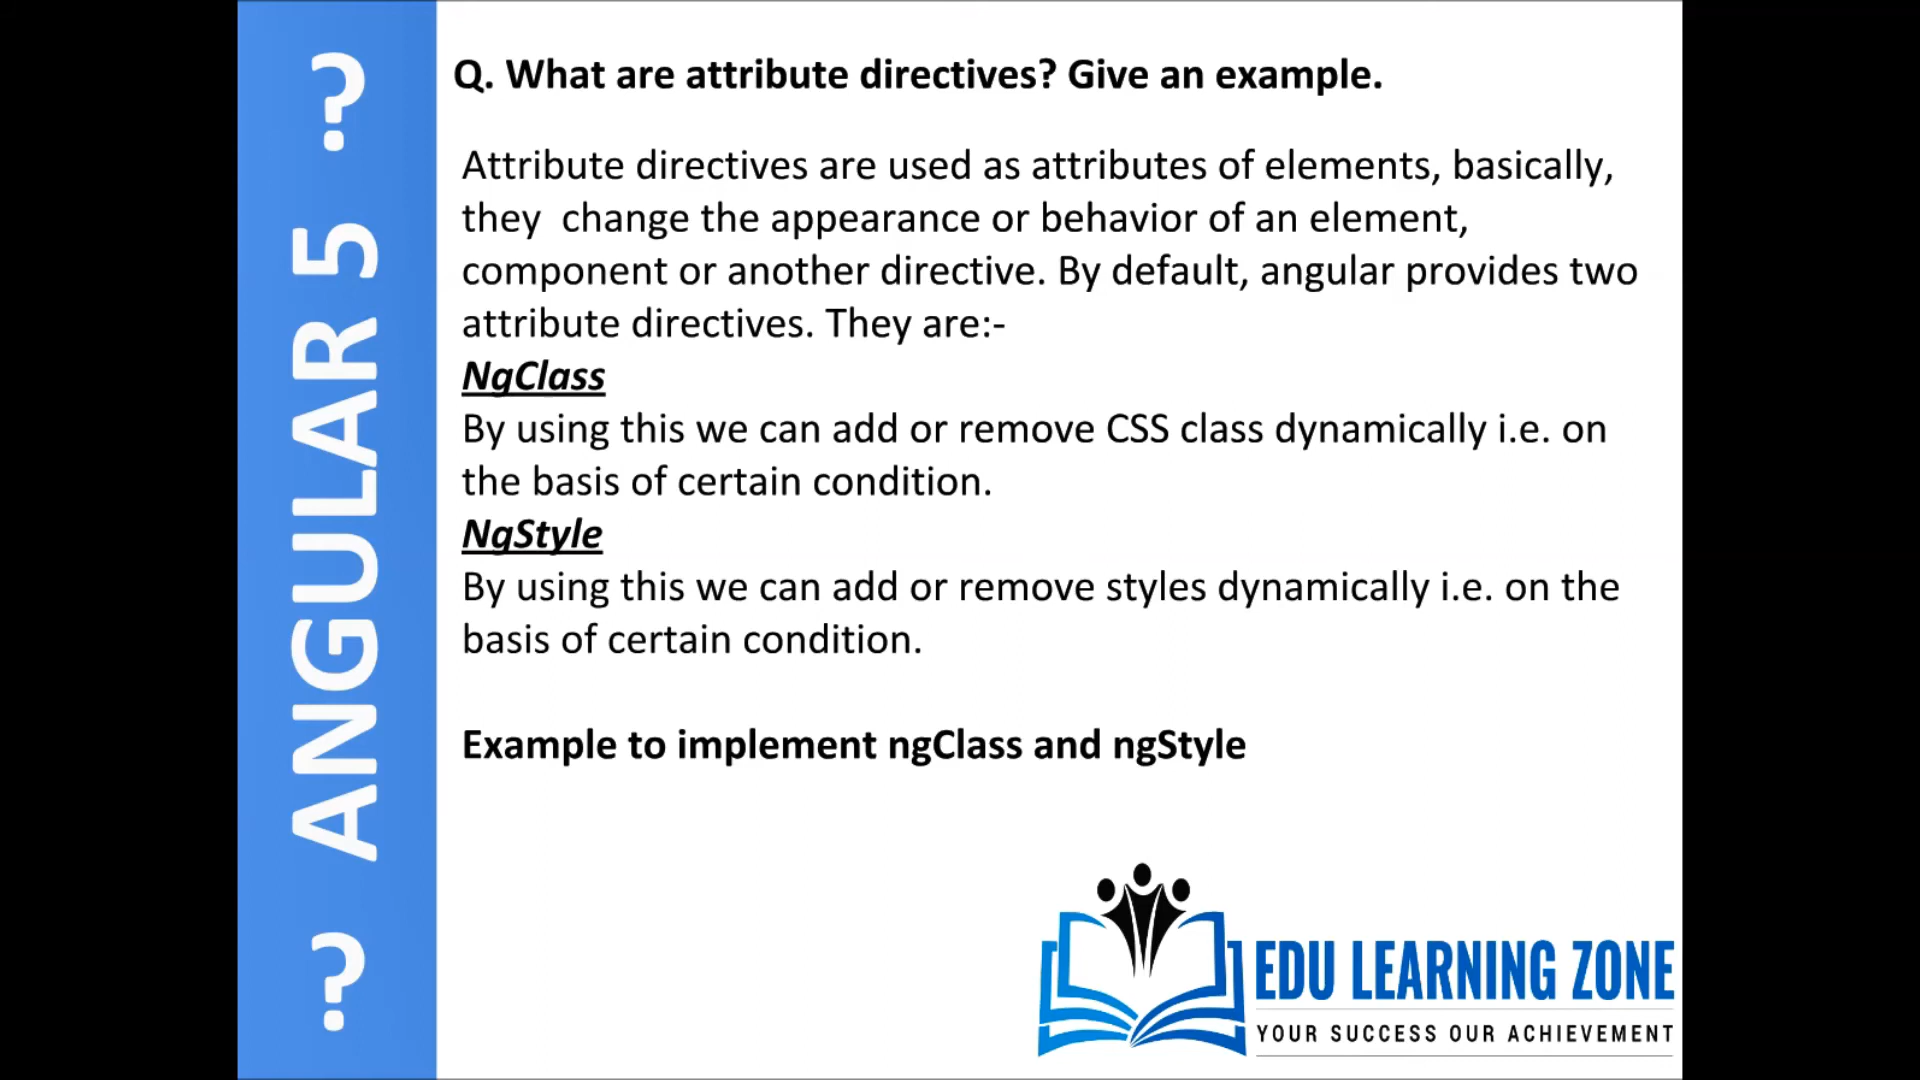 ? ANGULAR 5 ?
Q. What are attribute directives? Give an example.
Attribute directives are used as attributes of elements, basically,
they  change the appearance or behavior of an element,
component or another directive. By default, angular provides two
attribute directives. They are:-
NgClass
By using this we can add or remove CSS class dynamically i.e. on
the basis of certain condition.
NgStyle
By using this we can add or remove styles dynamically i.e. on the
basis of certain condition.
Example to implement ngClass and ngStyle
EDU LEARNING ZONE
YOUR SUCCESS OUR ACHIEVEMENT